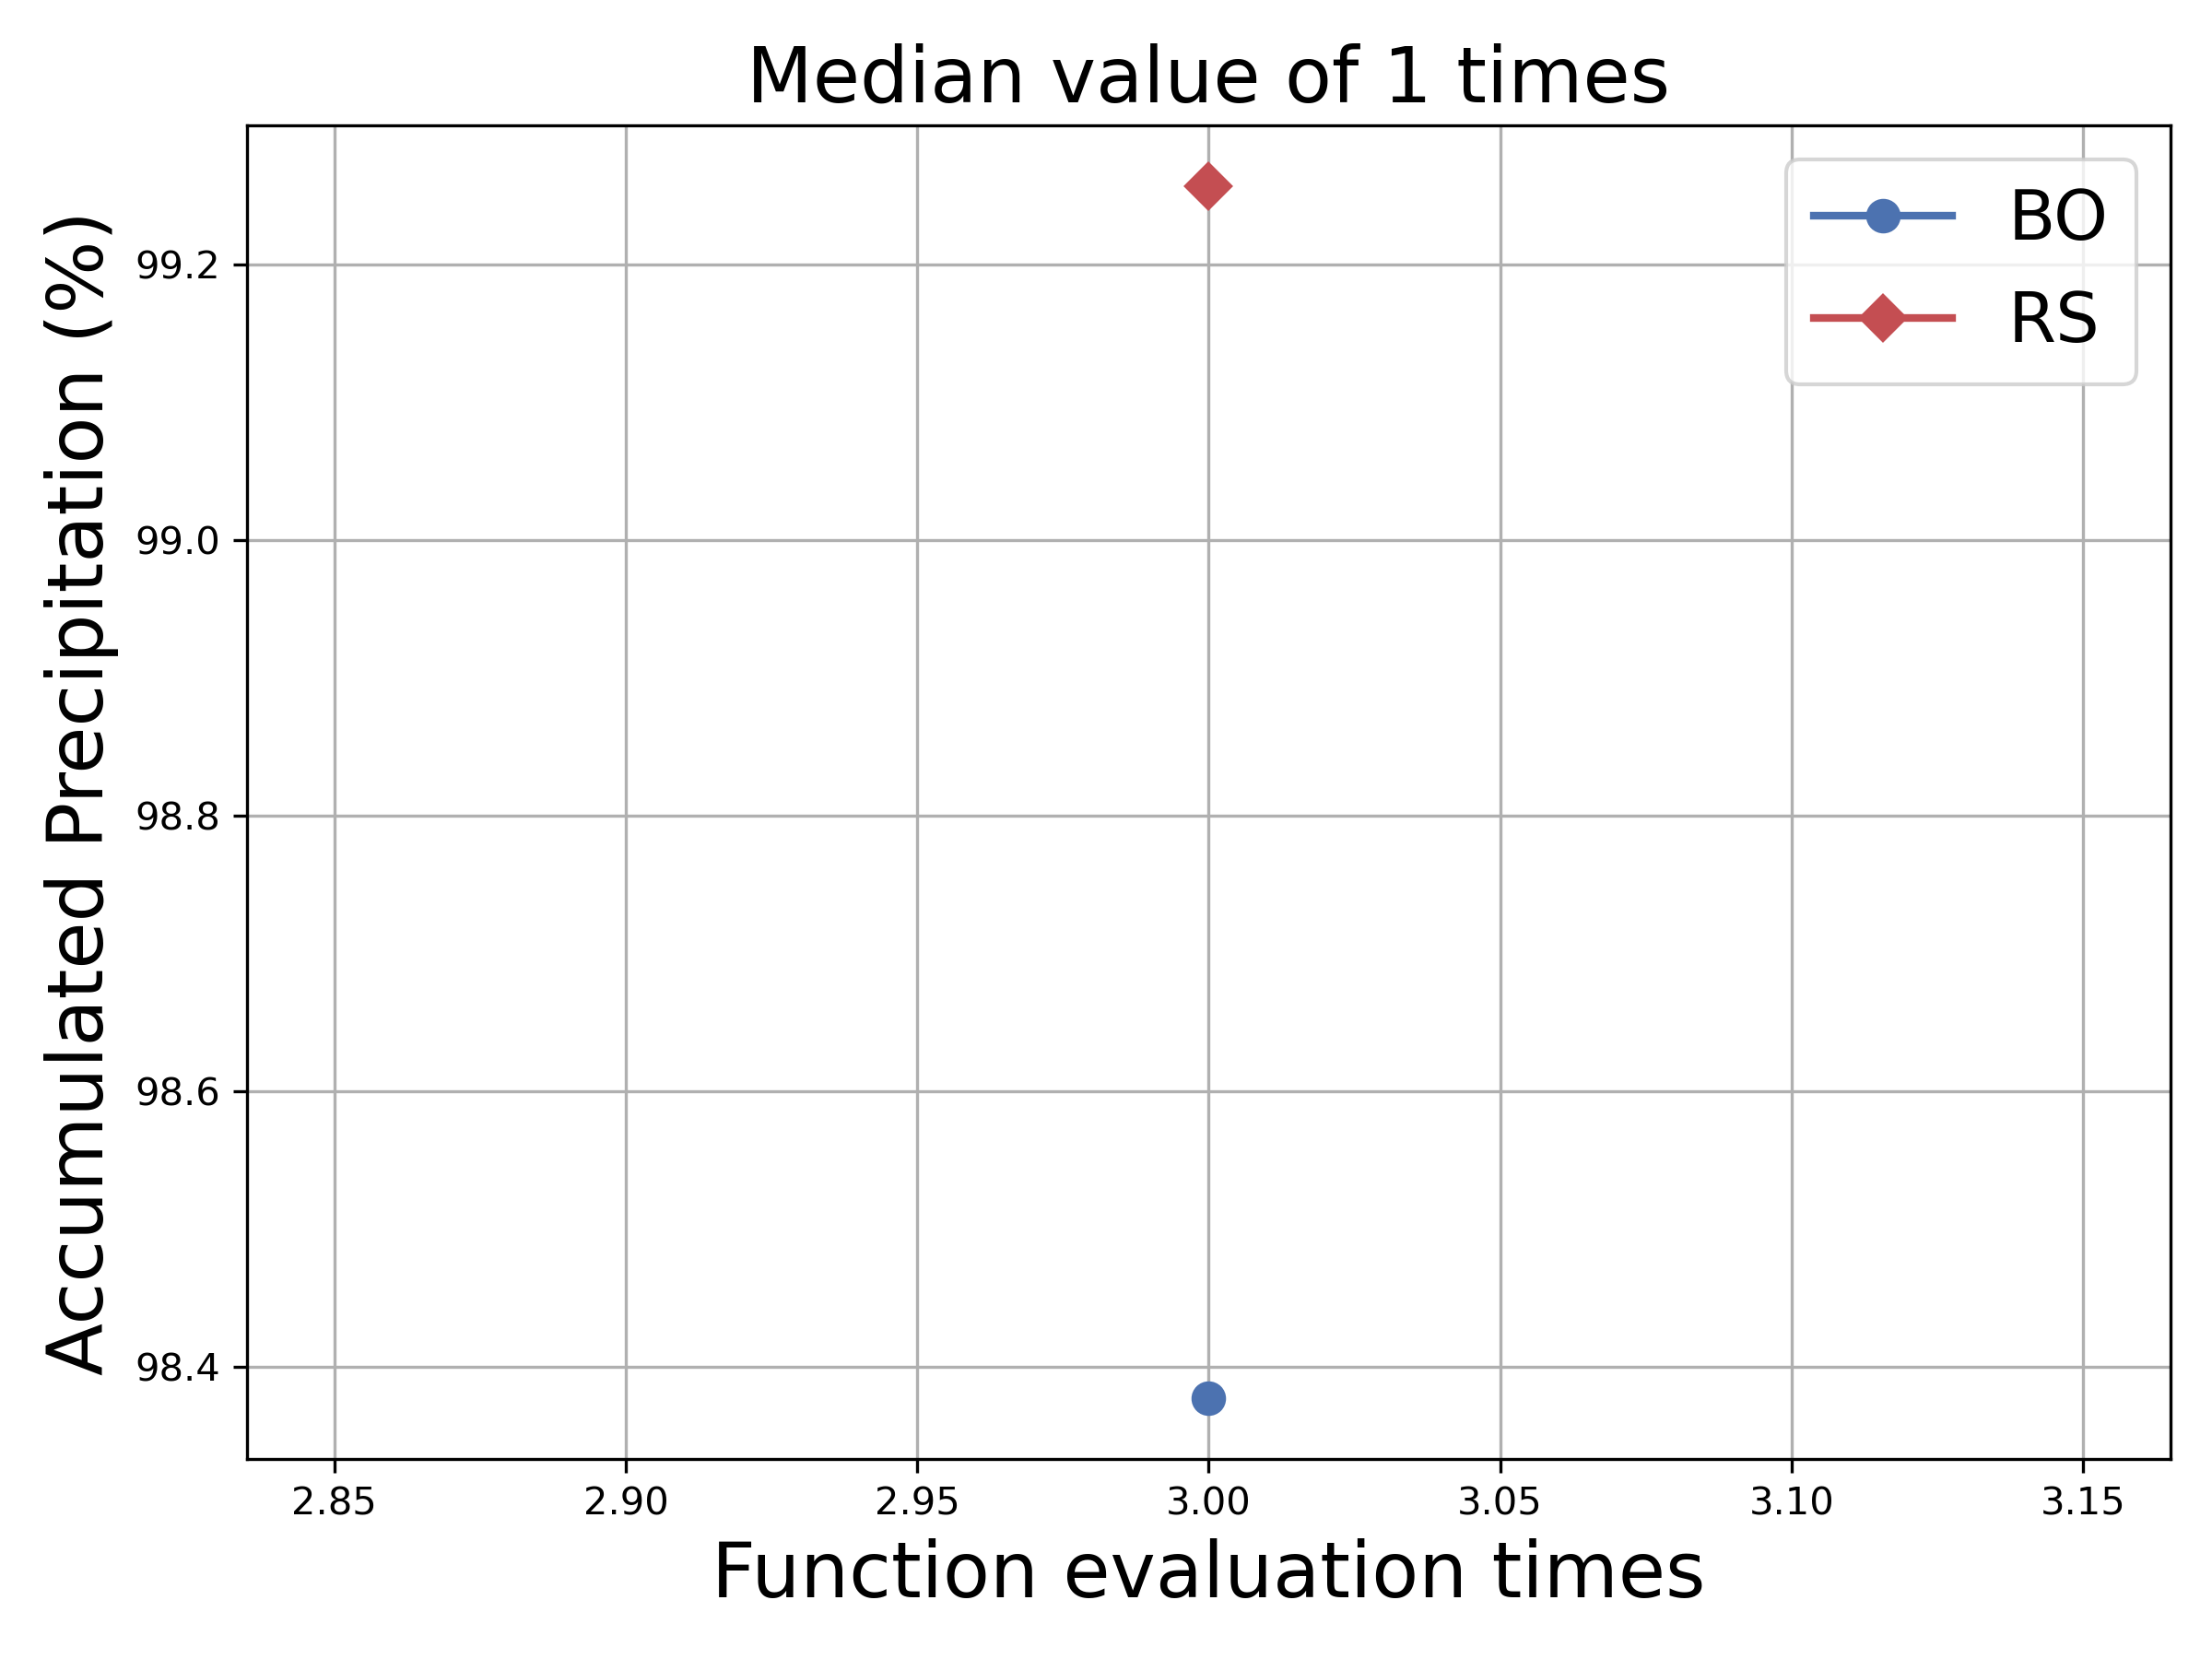 Median value of 1 times
BO
RS
Accumulated Precipitation (%)
99.2
99.0
98.8
98.6
98.4
2.85 2.90 2.95 3.00 3.05 3.10 3.15
Function evaluation times